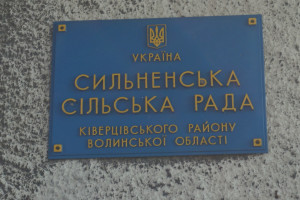 УКРАЇНА
СИЛЬНЕНСЬКА
СІЛЬСЬКА РАДА
КІВЕРЦІВСЬКОГО РАЙОНУ
ВОЛИНСЬКОЇ ОБЛАСТІ